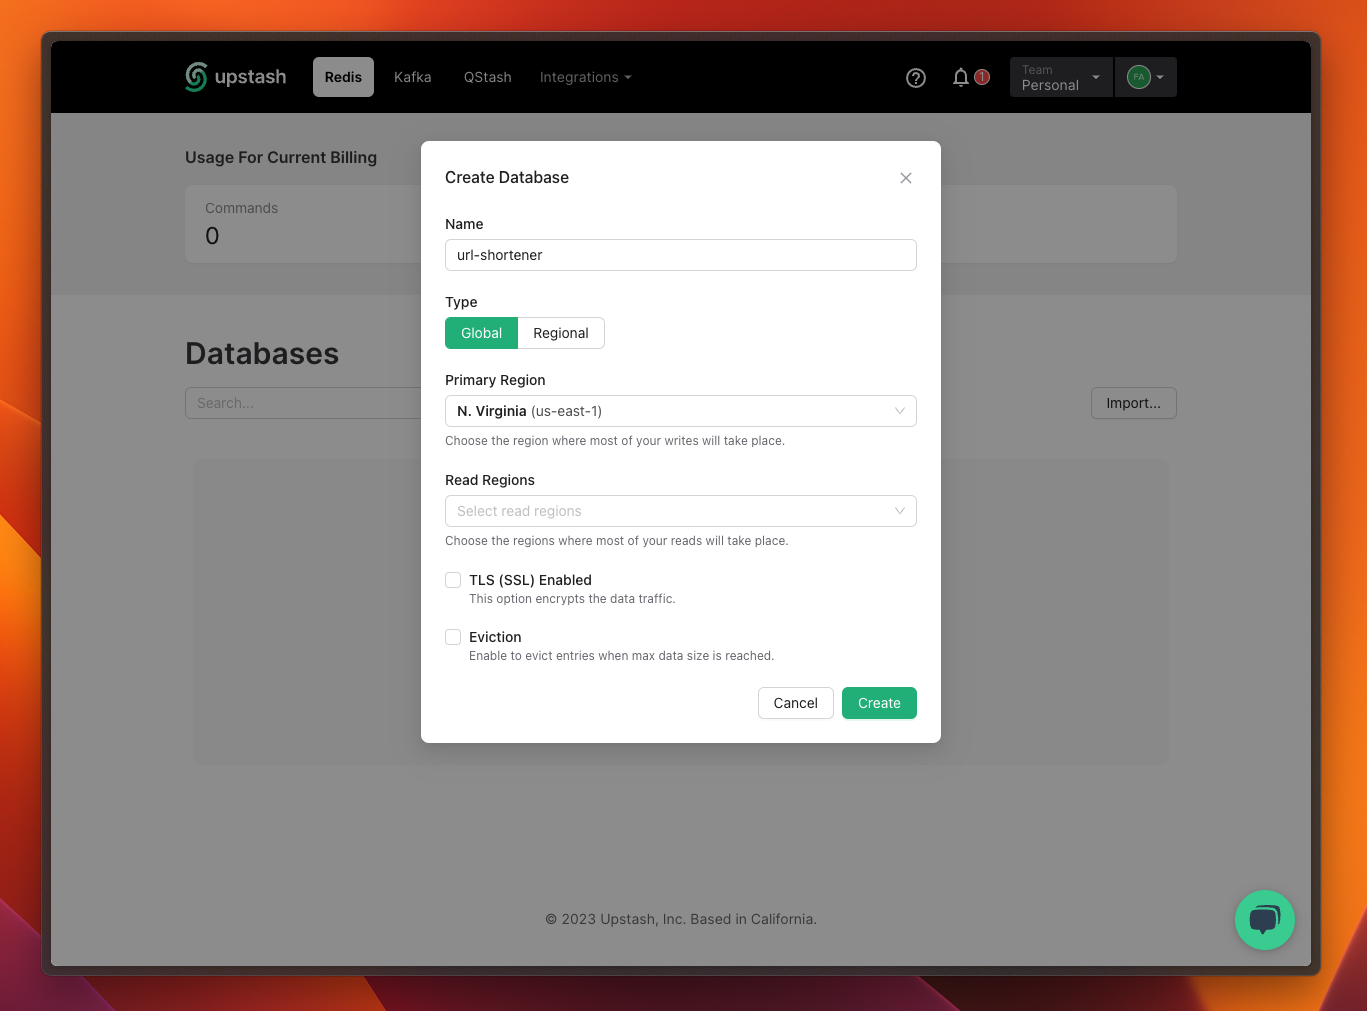 upstash
Redis
Kafka
QStash
Integrations
1
Team
Personal
FA
Usage For Current Billing
Commands
0
Create Database
Name
url-shortener
Type
Global
Regional
Primary Region
N. Virginia (us-east-1)
Choose the region where most of your writes will take place.
Read Regions
Select read regions
Choose the regions where most of your reads will take place.
TLS (SSL) Enabled
This option encrypts the data traffic.
Eviction
Enable to evict entries when max data size is reached.
Cancel
Create
Databases
Search...
Import...
© 2023 Upstash, Inc. Based in California.